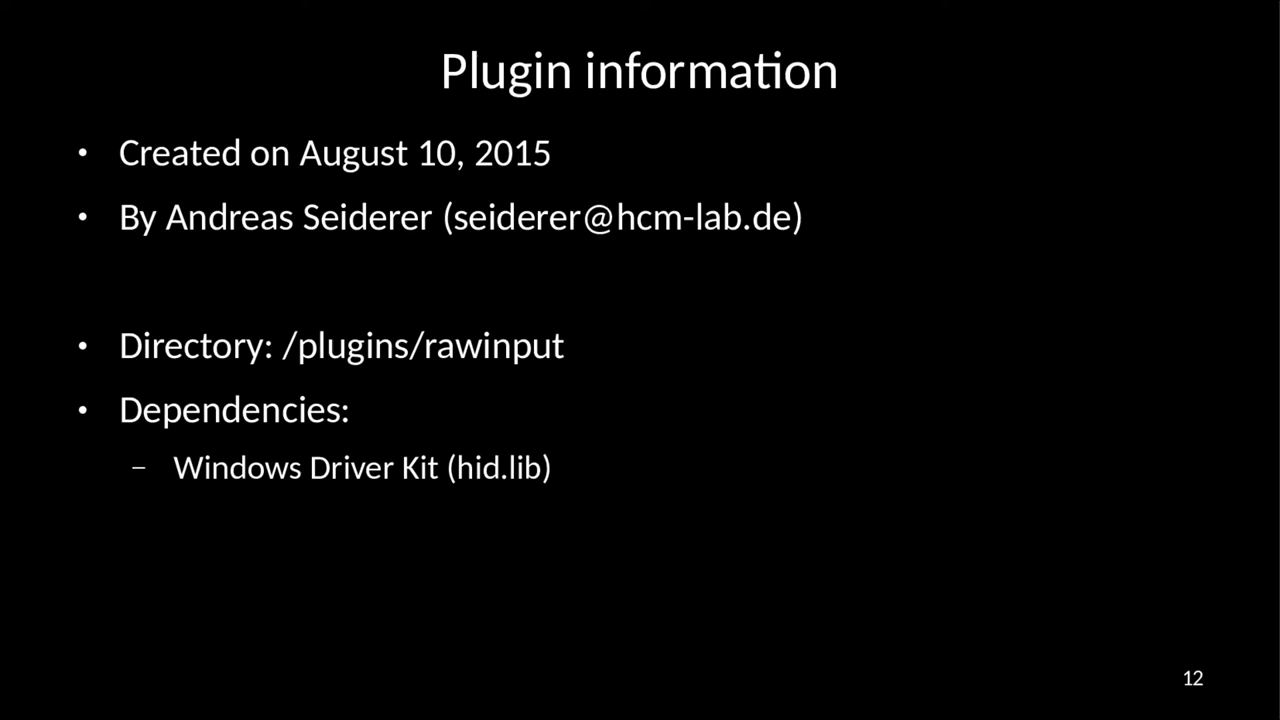 Plugin information
• Created on August 10, 2015
• By Andreas Seiderer (seiderer@hcm-lab.de)
• Directory: /plugins/rawinput
• Dependencies:
– Windows Driver Kit (hid.lib)
12